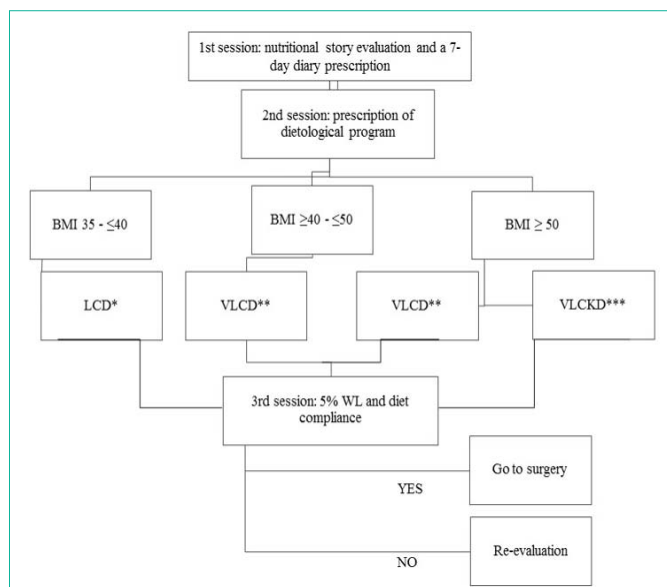 1st session: nutritional story evaluation and a 7-
day diary prescription
2nd session: prescription of
dietological program
BMI 35 - ≤40
BMI ≥40 - ≤50
BMI ≥ 50
LCD*
VLCD**
VLCD**
VLCKD***
3rd session: 5% WL and diet
compliance
Go to surgery
YES
Re-evaluation
NO